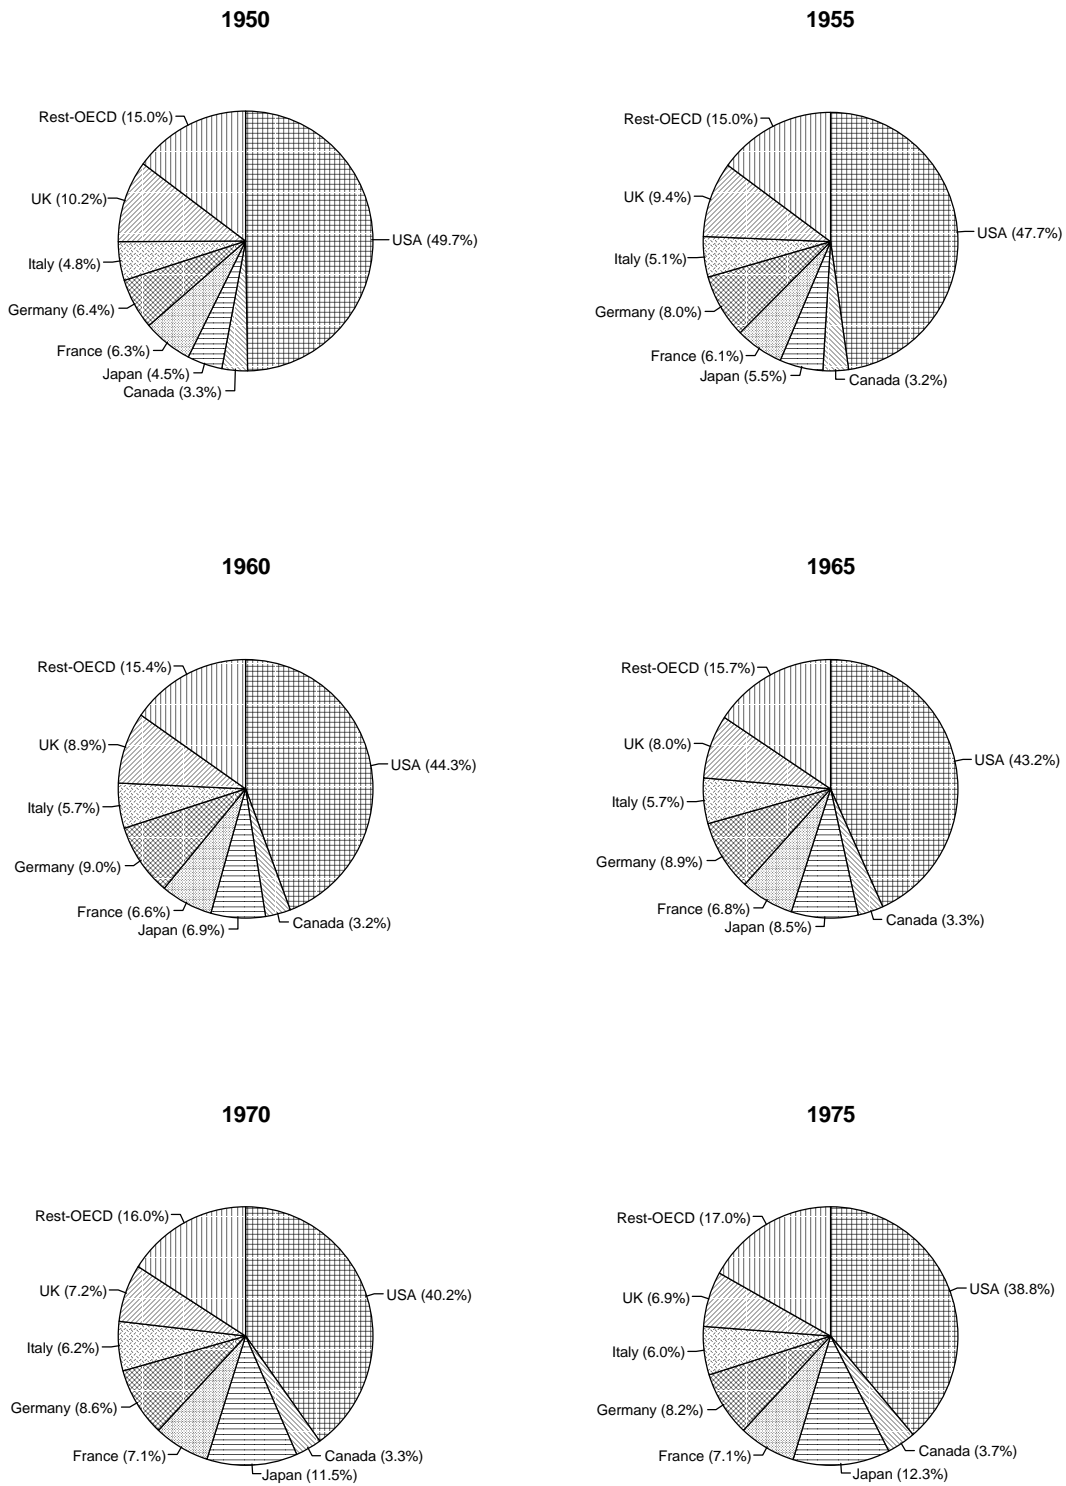 1950
Rest-OECD (15.0%)
UK (10.2%)
USA (49.7%)
Italy (4.8%)
Germany (6.4%)
France (6.3%)
Japan (4.5%)
Canada (3.3%)
1955
Rest-OECD (15.0%)
UK (9.4%)
USA (47.7%)
Italy (5.1%)
Germany (8.0%)
France (6.1%)
Japan (5.5%)
Canada (3.2%)
1960
Rest-OECD (15.4%)
UK (8.9%)
USA (44.3%)
Italy (5.7%)
Germany (9.0%)
France (6.6%)
Japan (6.9%)
Canada (3.2%)
1965
Rest-OECD (15.7%)
UK (8.0%)
USA (43.2%)
Italy (5.7%)
Germany (8.9%)
France (6.8%)
Japan (8.5%)
Canada (3.3%)
1970
Rest-OECD (16.0%)
UK (7.2%)
USA (40.2%)
Italy (6.2%)
Germany (8.6%)
France (7.1%)
Canada (3.3%)
Japan (11.5%)
1975
Rest-OECD (17.0%)
UK (6.9%)
USA (38.8%)
Italy (6.0%)
Germany (8.2%)
France (7.1%)
Canada (3.7%)
Japan (12.3%)